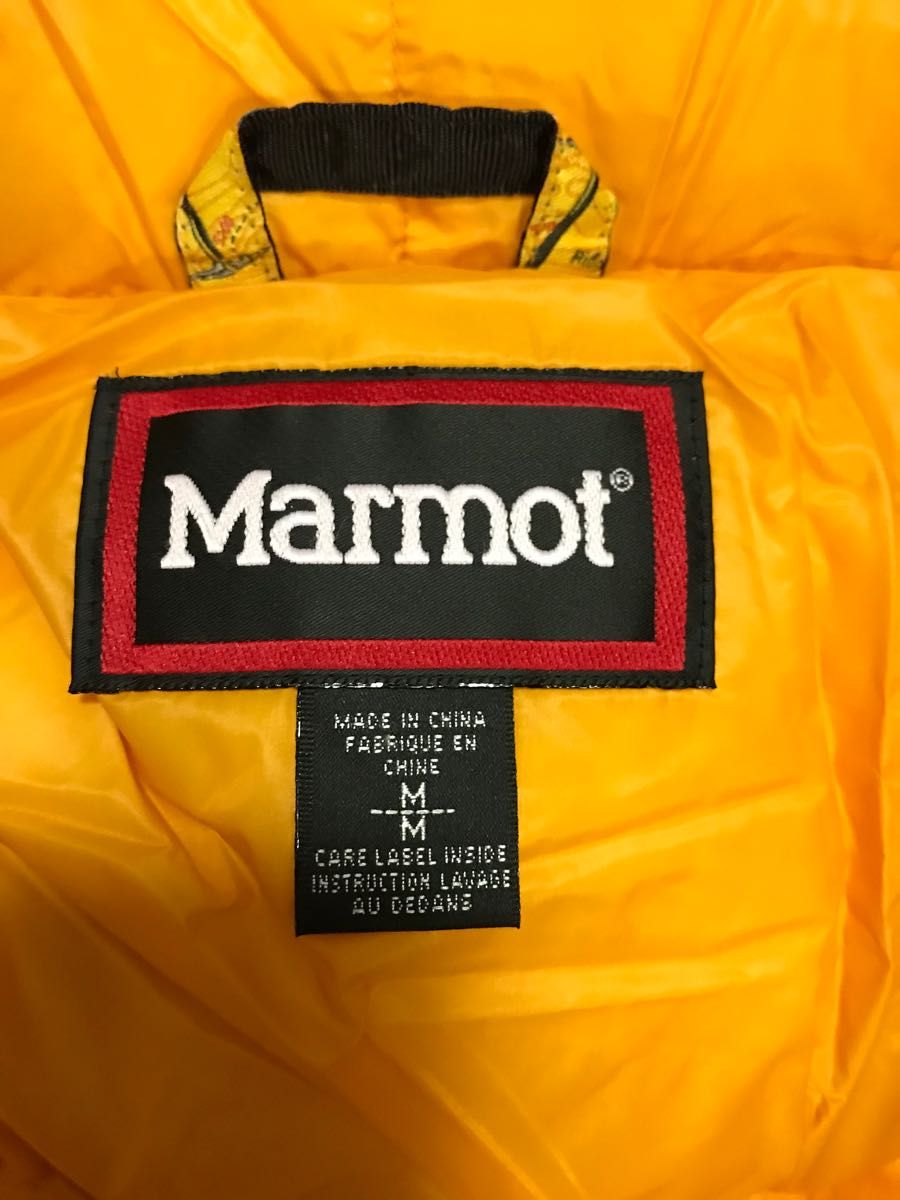 Marmot®
MADE IN CHINA
FABRIQUE EN
CHINE
M
M
CARE LABEL INSIDE
INSTRUCTION LAVAGE
AU DEDANS